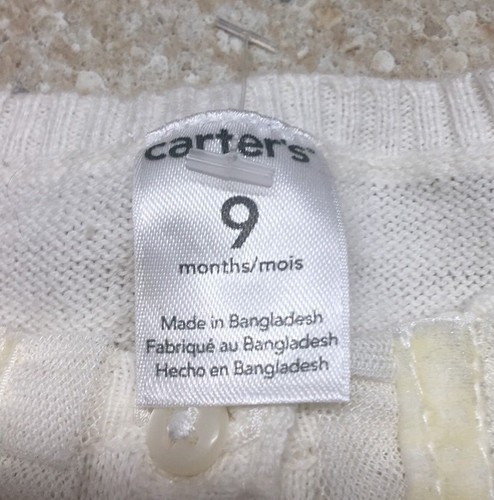 carter's
9
months/mois
Made in Bangladesh
Fabriqué au Bangladesh
Hecho en Bangladesh